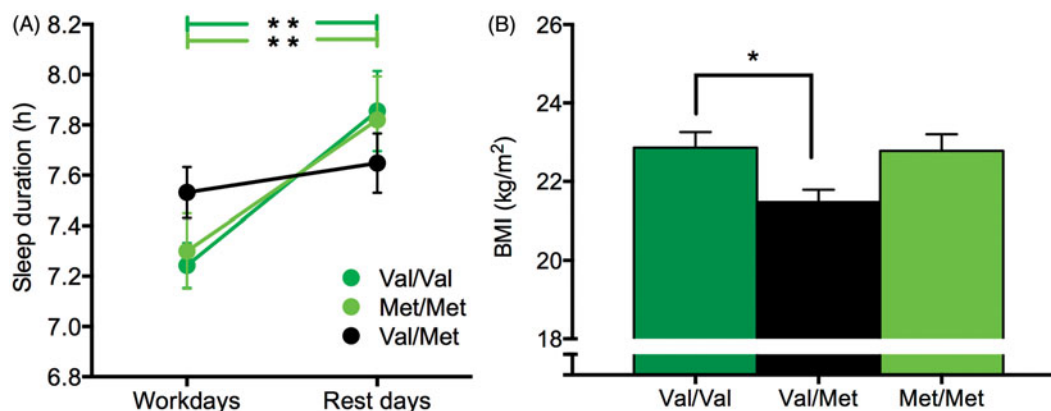 (A)
Sleep duration (h)
8.2
8.0
7.8
7.6
7.4
7.2
7.0
6.8
* *
* *
Val/Val
Met/Met
Val/Met
Workdays
Rest days
(B)
BMI (kg/m²)
26
24
22
20
18
*
Val/Val
Val/Met
Met/Met